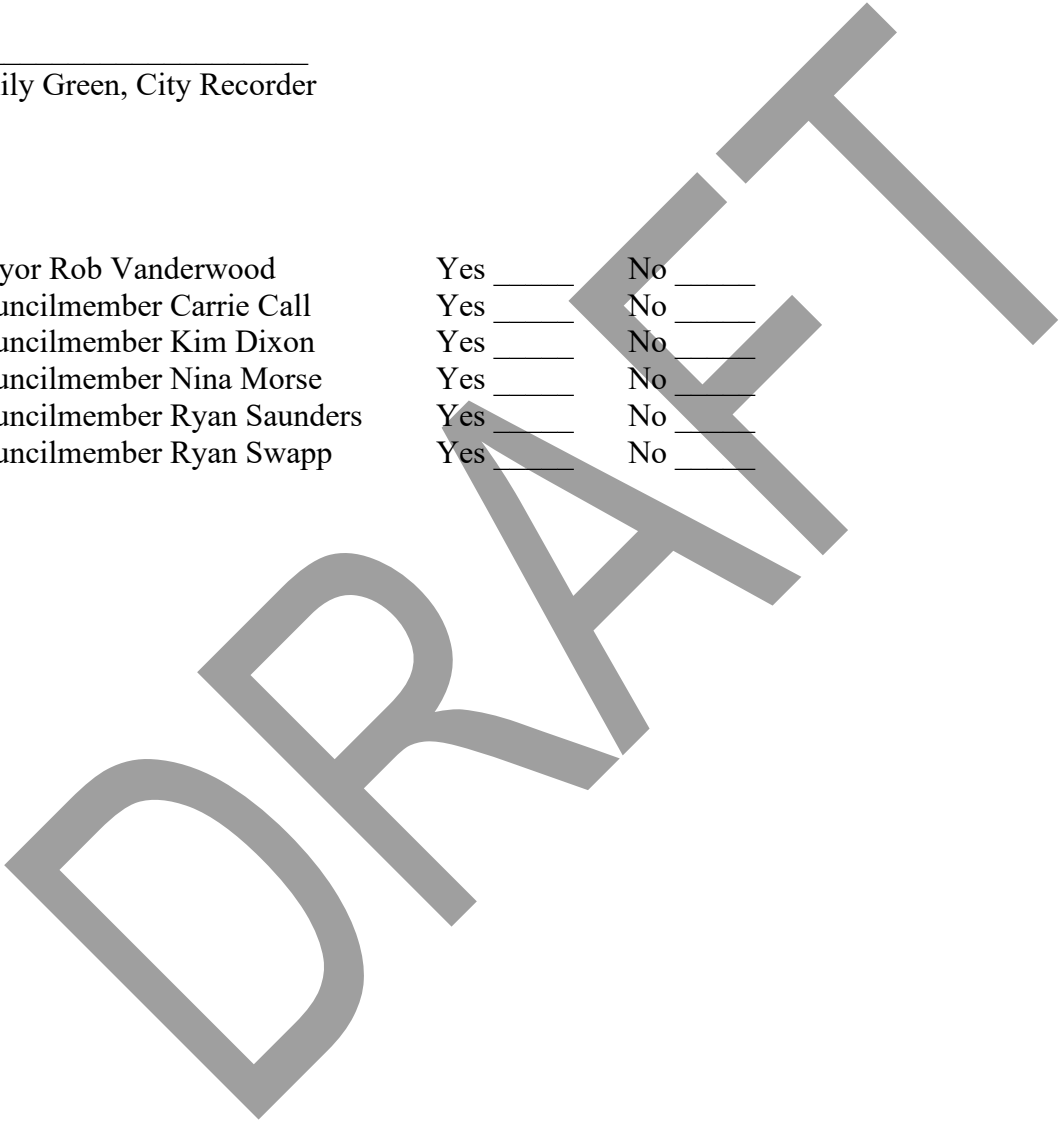 ____________________
ily Green, City Recorder
yor Rob Vanderwood Yes _____ No _____
uncilmember Carrie Call Yes _____ No _____
uncilmember Kim Dixon Yes _____ No _____
uncilmember Nina Morse Yes _____ No _____
uncilmember Ryan Saunders Yes _____ No _____
uncilmember Ryan Swapp Yes _____ No _____
DRAFT